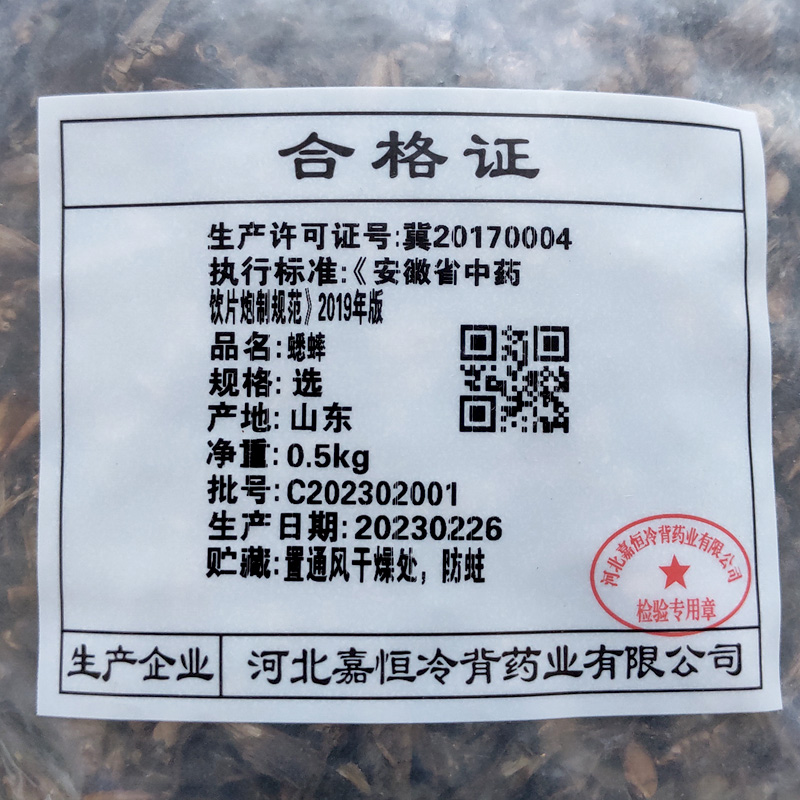 合格证
生产许可证号:冀20170004
执行标准:《安徽省中药
饮片炮制规范》2019年版
品名:蟋蟀
规格:选
产地:山东
净重:0.5kg
批号:C202302001
生产日期:20230226
贮藏:置通风干燥处，防蛀
河北嘉恒冷背药业有限公司
检验专用章
生产企业 河北嘉恒冷背药业有限公司